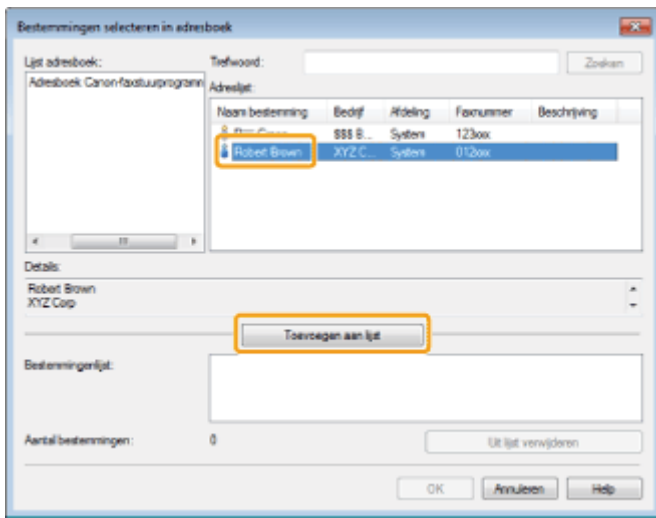 Bestemmingen selecteren in adresboek
Lijst adresboek:
Trefwoord:
Zoeken
Adresboek Canon-faxstuurprogramm
Adreslijst:
Naam bestemming Bedrijf Afdeling Faxnummer Beschrijving
$$$ B... System 123xxx
Robert Brown XYZ C... System 012xxx
Details:
Robert Brown
XYZ Corp
Toevoegen aan lijst
Bestemmingenlijst:
Aantal bestemmingen: 0
Uit lijst verwijderen
OK Annuleren Help